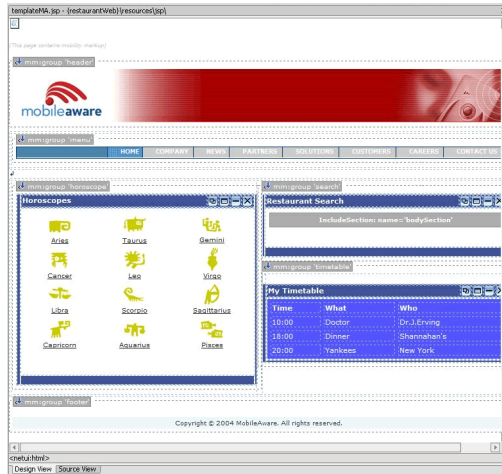 templateMA.jsp - {restaurantWeb}\resources\jsp\
(This page contains mobility markup)
mm:group 'header'
mobileaware
mm:group 'menu'
HOME COMPANY NEWS PARTNERS SOLUTIONS CUSTOMERS CAREERS CONTACT US
mm:group 'horoscope'
Horoscopes
Aries Taurus Gemini
Cancer Leo Virgo
Libra Scorpio Sagittarius
Capricorn Aquarius Pisces
mm:group 'search'
Restaurant Search
IncludeSection: name='bodySection'
mm:group 'timetable'
My Timetable
Time What Who
10:00 Doctor Dr.J.Erving
18:00 Dinner Shannahan's
20:00 Yankees New York
mm:group 'footer'
Copyright © 2004 MobileAware. All rights reserved.
<netui:html>
Design View Source View